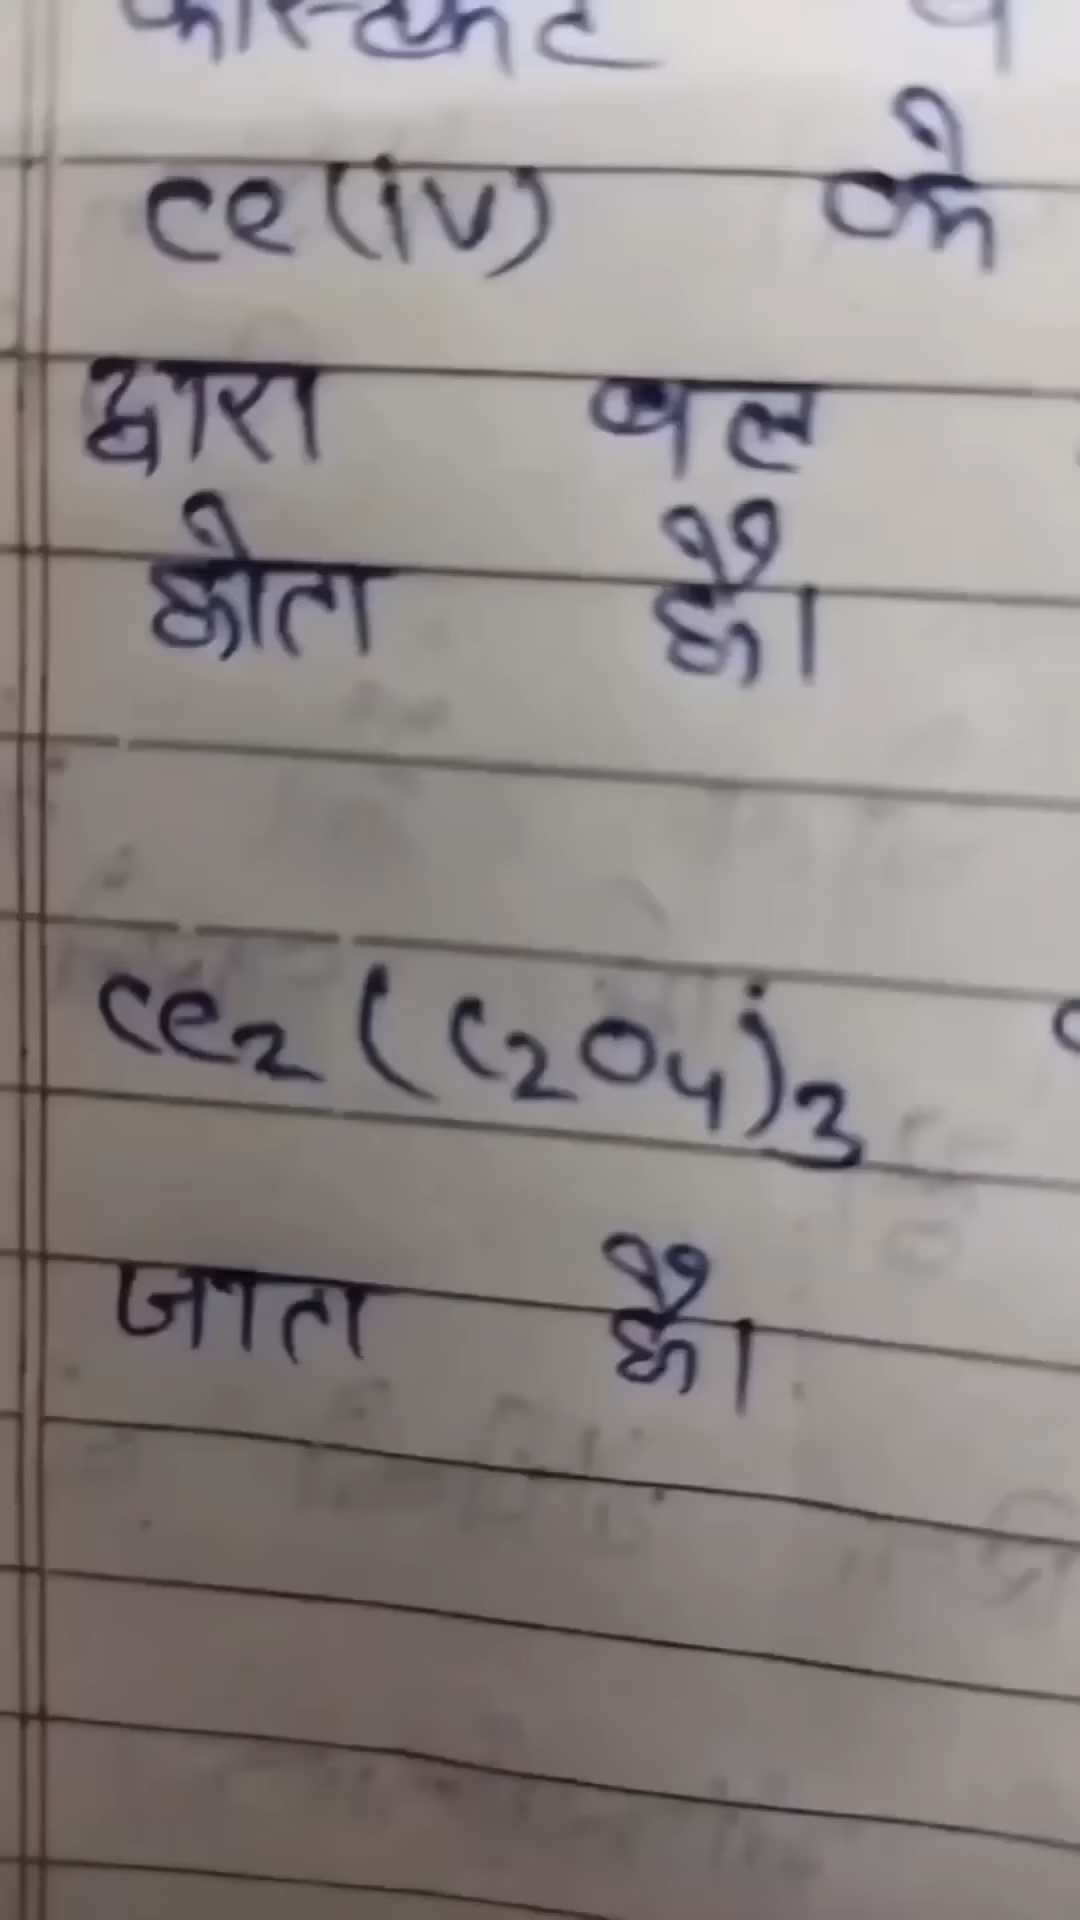 ce(iv) के
द्वारा बल
होता है।
ce₂(c₂o₄)₃
जाता है।